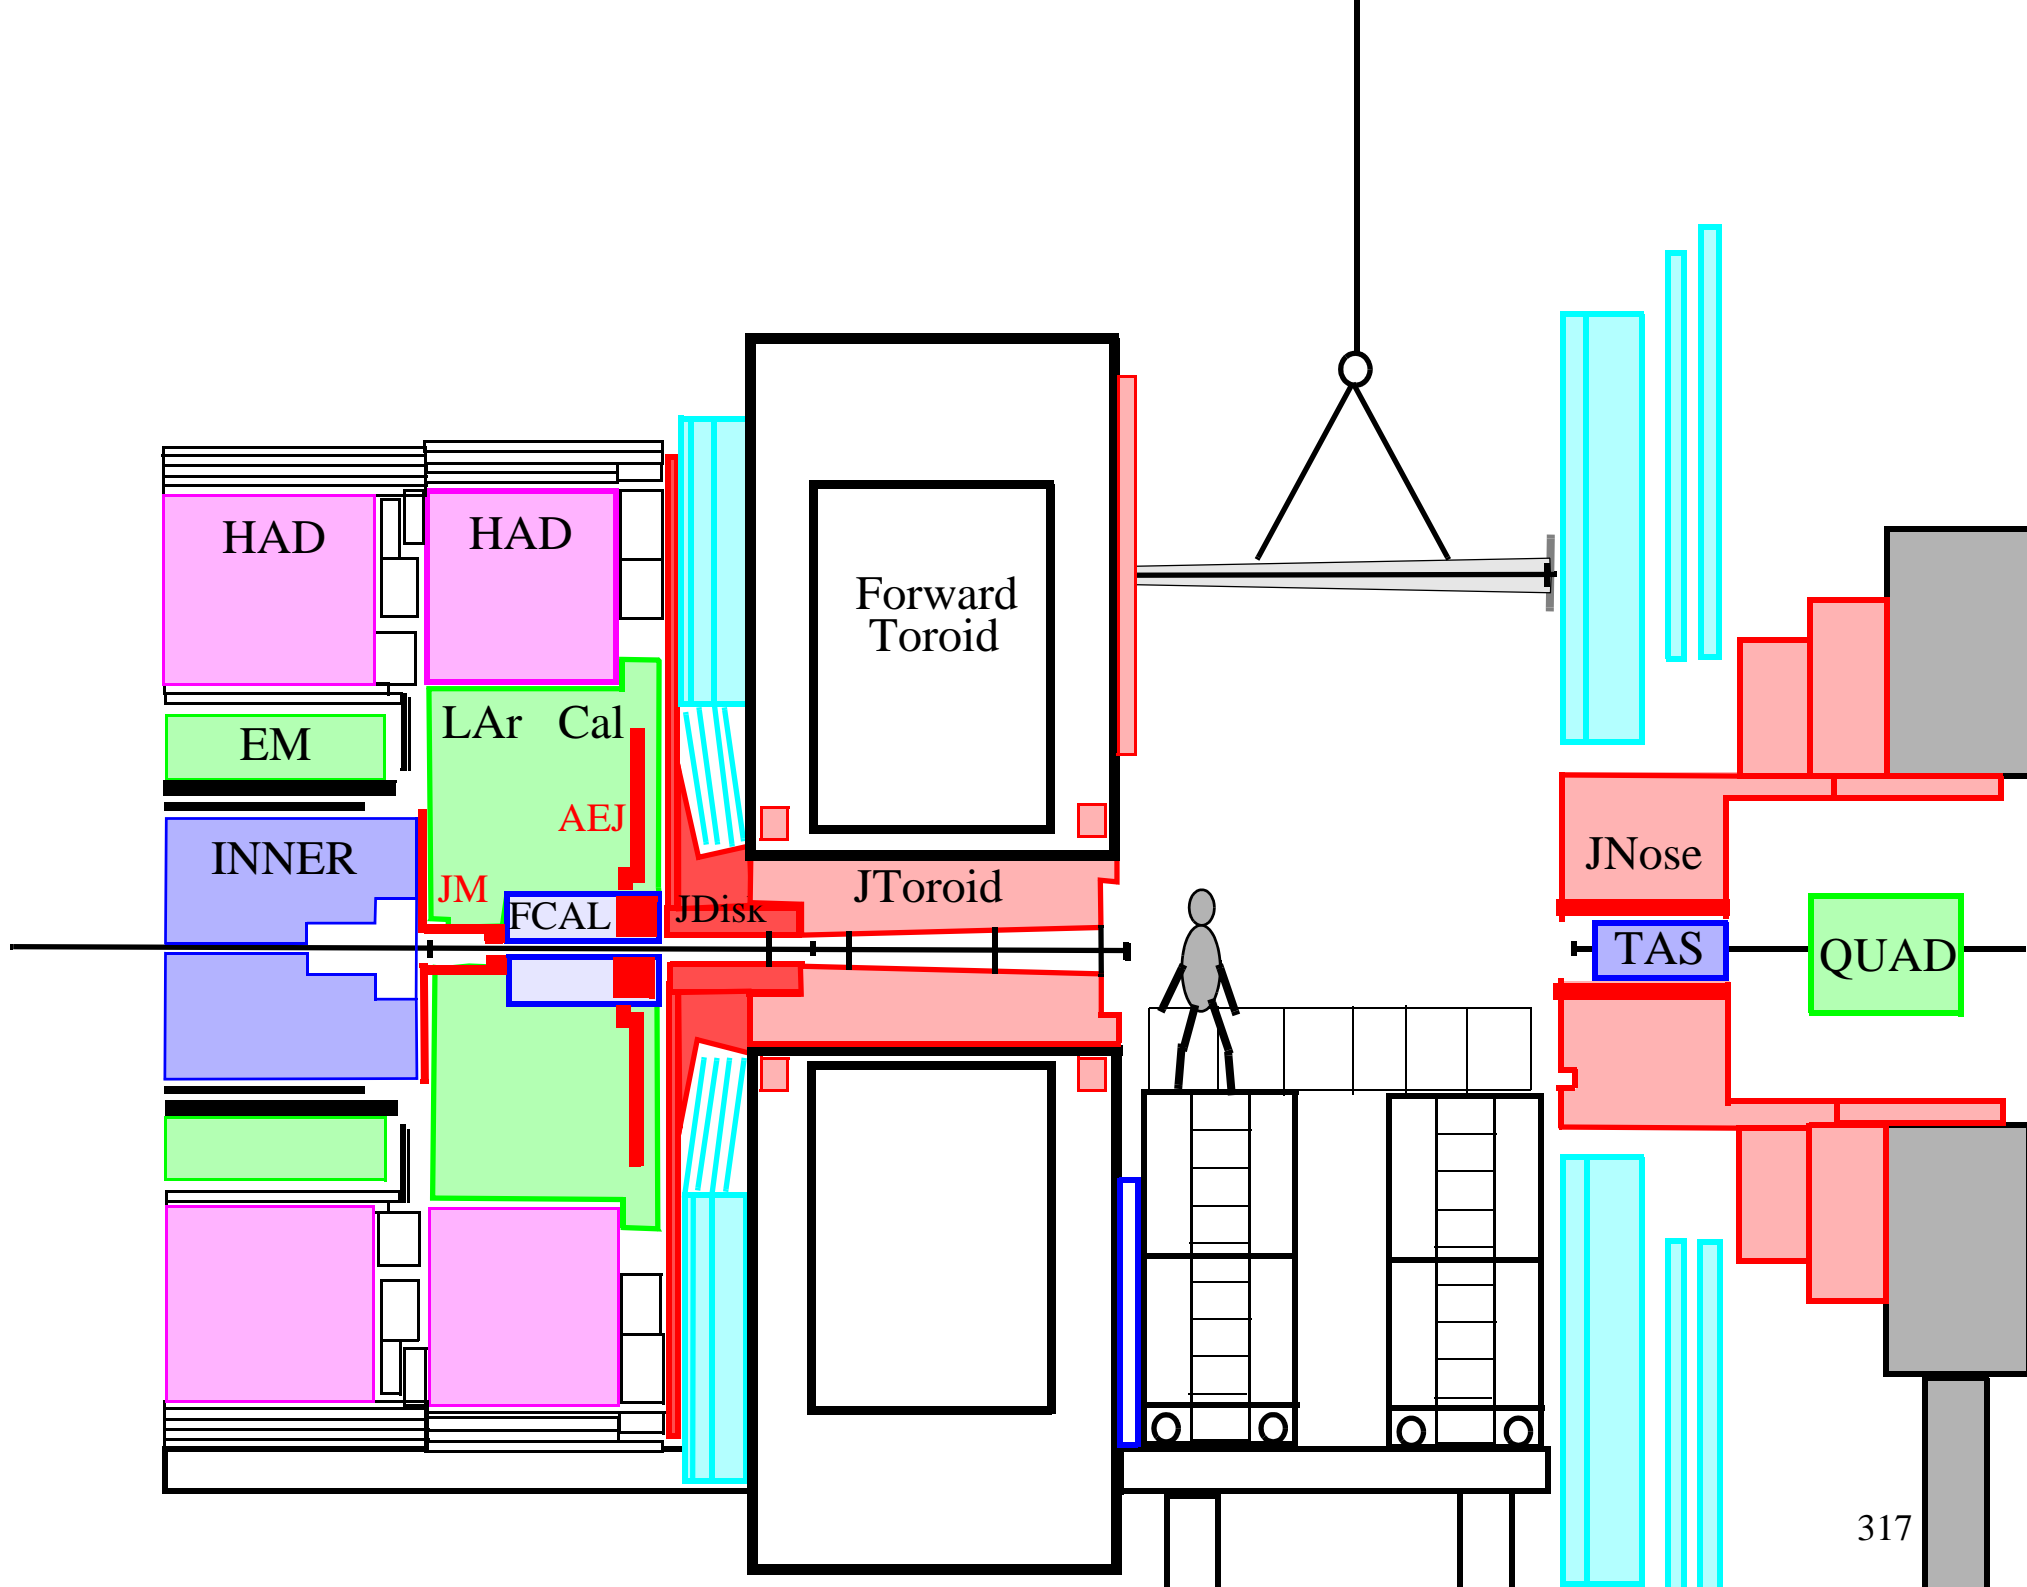 HAD
HAD
Forward
Toroid
LAr Cal
EM
AEJ
INNER
JM
FCAL
JDisk
JToroid
JNose
TAS
QUAD
317